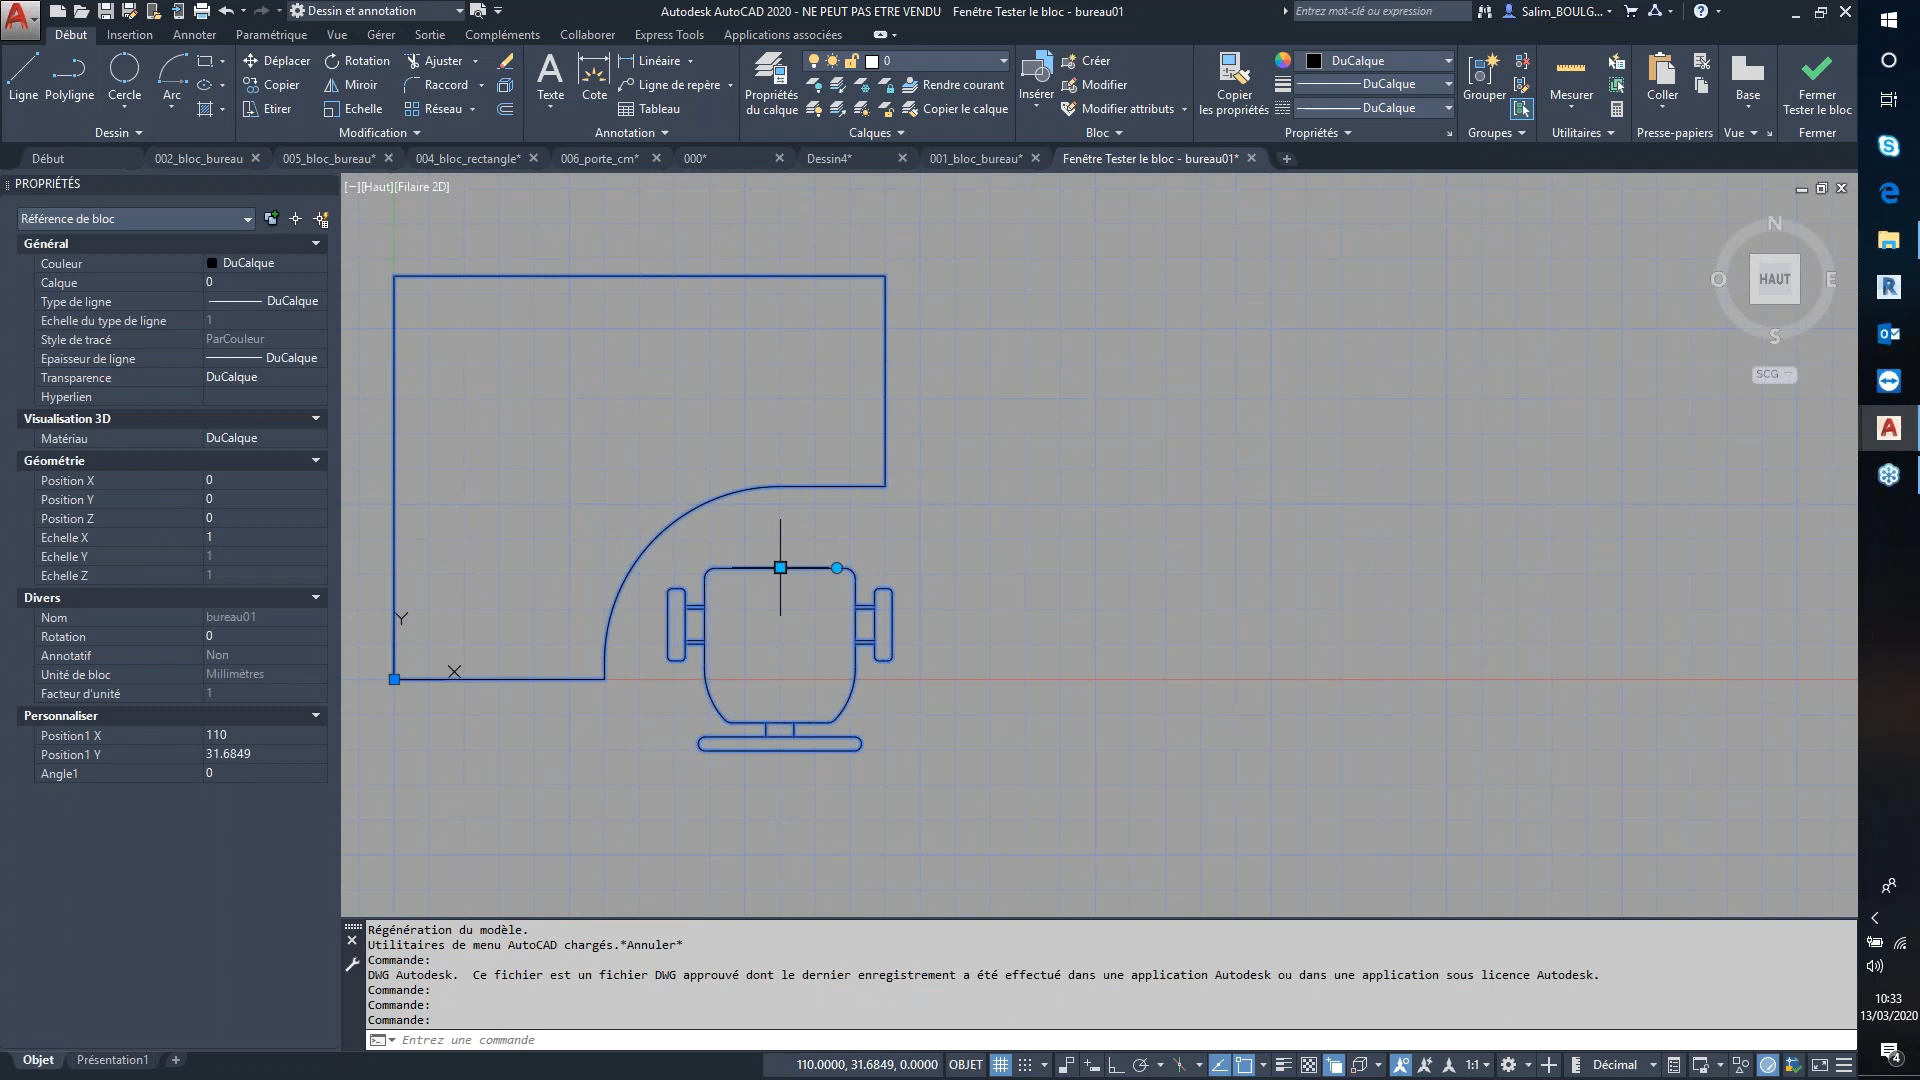 Dessin et annotation
Autodesk AutoCAD 2020 - NE PEUT PAS ETRE VENDU Fenêtre Tester le bloc - bureau01
Entrez mot-clé ou expression
Salim_BOULG...
Début Insertion Annoter Paramétrique Vue Gérer Sortie Compléments Collaborer Express Tools Applications associées
Ligne Polyligne Cercle Arc
Déplacer Rotation Ajuster
Copier Miroir Raccord
Etirer Echelle Réseau
Texte Cote
Linéaire
Ligne de repère
Tableau
Propriétés du calque
0
Rendre courant
Copier le calque
Insérer
Créer
Modifier
Modifier attributs
Copier les propriétés
DuCalque
DuCalque
DuCalque
Grouper
Mesurer
Coller
Base
Fermer Tester le bloc
Dessin Modification Annotation Calques Bloc Propriétés Groupes Utilitaires Presse-papiers Vue Fermer
Début 002_bloc_bureau 005_bloc_bureau* 004_bloc_rectangle* 006_porte_cm* 000* Dessin4* 001_bloc_bureau* Fenêtre Tester le bloc - bureau01*
PROPRIÉTÉS
[−][Haut][Filaire 2D]
Référence de bloc
Général
Couleur DuCalque
Calque 0
Type de ligne DuCalque
Echelle du type de ligne 1
Style de tracé ParCouleur
Epaisseur de ligne DuCalque
Transparence DuCalque
Hyperlien
Visualisation 3D
Matériau DuCalque
Géométrie
Position X 0
Position Y 0
Position Z 0
Echelle X 1
Echelle Y 1
Echelle Z 1
Divers
Nom bureau01
Rotation 0
Annotatif Non
Unité de bloc Millimètres
Facteur d'unité 1
Personnaliser
Position1 X 110
Position1 Y 31.6849
Angle1 0
N
O HAUT E
S
SCG
Y
X
Régénération du modèle.
Utilitaires de menu AutoCAD chargés.*Annuler*
Commande:
DWG Autodesk. Ce fichier est un fichier DWG approuvé dont le dernier enregistrement a été effectué dans une application Autodesk ou dans une application sous licence Autodesk.
Commande:
Commande:
Commande:
Entrez une commande
Objet Présentation1
110.0000, 31.6849, 0.0000 OBJET
1:1
Décimal
10:33
13/03/2020
4